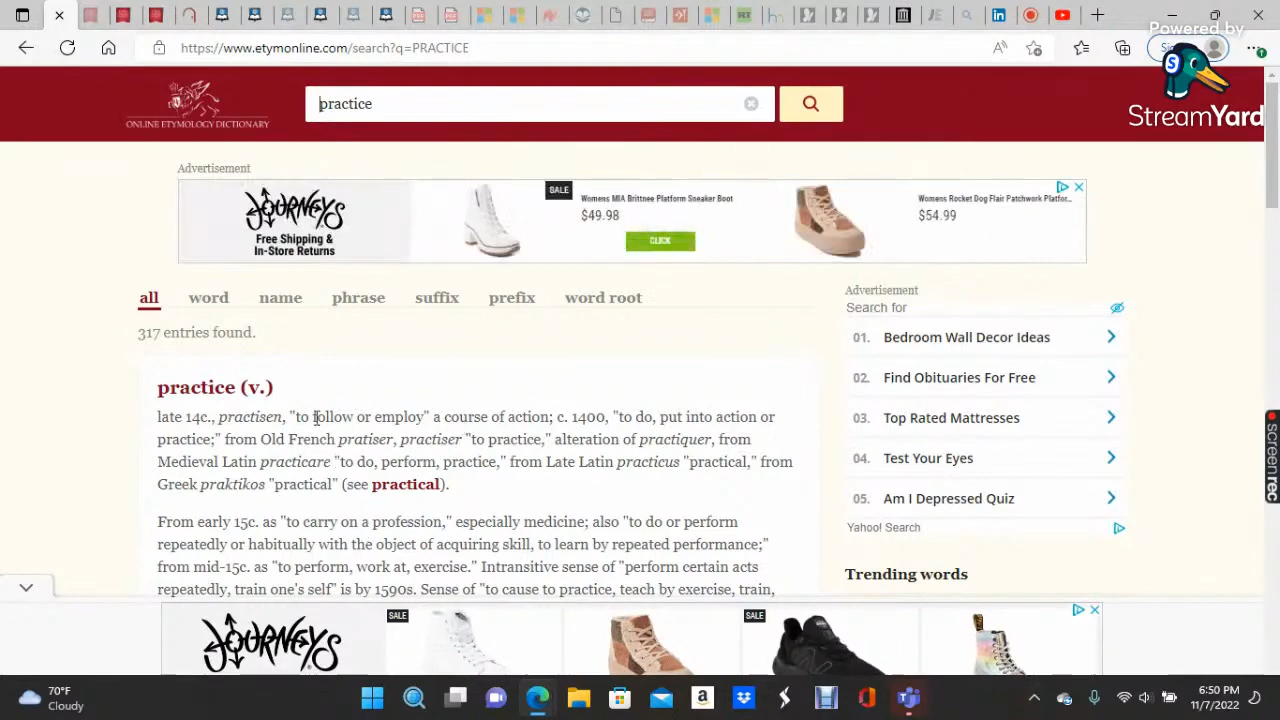 Powered by
https://www.etymonline.com/search?q=PRACTICE
StreamYard
ONLINE ETYMOLOGY DICTIONARY
practice
Advertisement
JOURNEYS
Free Shipping &
In-Store Returns
SALE
Womens MIA Brittnee Platform Sneaker Boot
$49.98
CLICK
Womens Rocket Dog Flair Patchwork Platfor...
$54.99
all word name phrase suffix prefix word root
317 entries found.
practice (v.)
late 14c., practisen, "to follow or employ" a course of action; c. 1400, "to do, put into action or
practice;" from Old French pratiser, practiser "to practice," alteration of practiquer, from
Medieval Latin practicare "to do, perform, practice," from Late Latin practicus "practical," from
Greek praktikos "practical" (see practical).
From early 15c. as "to carry on a profession," especially medicine; also "to do or perform
repeatedly or habitually with the object of acquiring skill, to learn by repeated performance;"
from mid-15c. as "to perform, work at, exercise." Intransitive sense of "perform certain acts
repeatedly, train one's self" is by 1590s. Sense of "to cause to practice, teach by exercise, train,
Advertisement
Search for
01. Bedroom Wall Decor Ideas
02. Find Obituaries For Free
03. Top Rated Mattresses
04. Test Your Eyes
05. Am I Depressed Quiz
Yahoo! Search
Trending words
screenrec
JOURNEYS
SALE
SALE
70°F
Cloudy
6:50 PM
11/7/2022